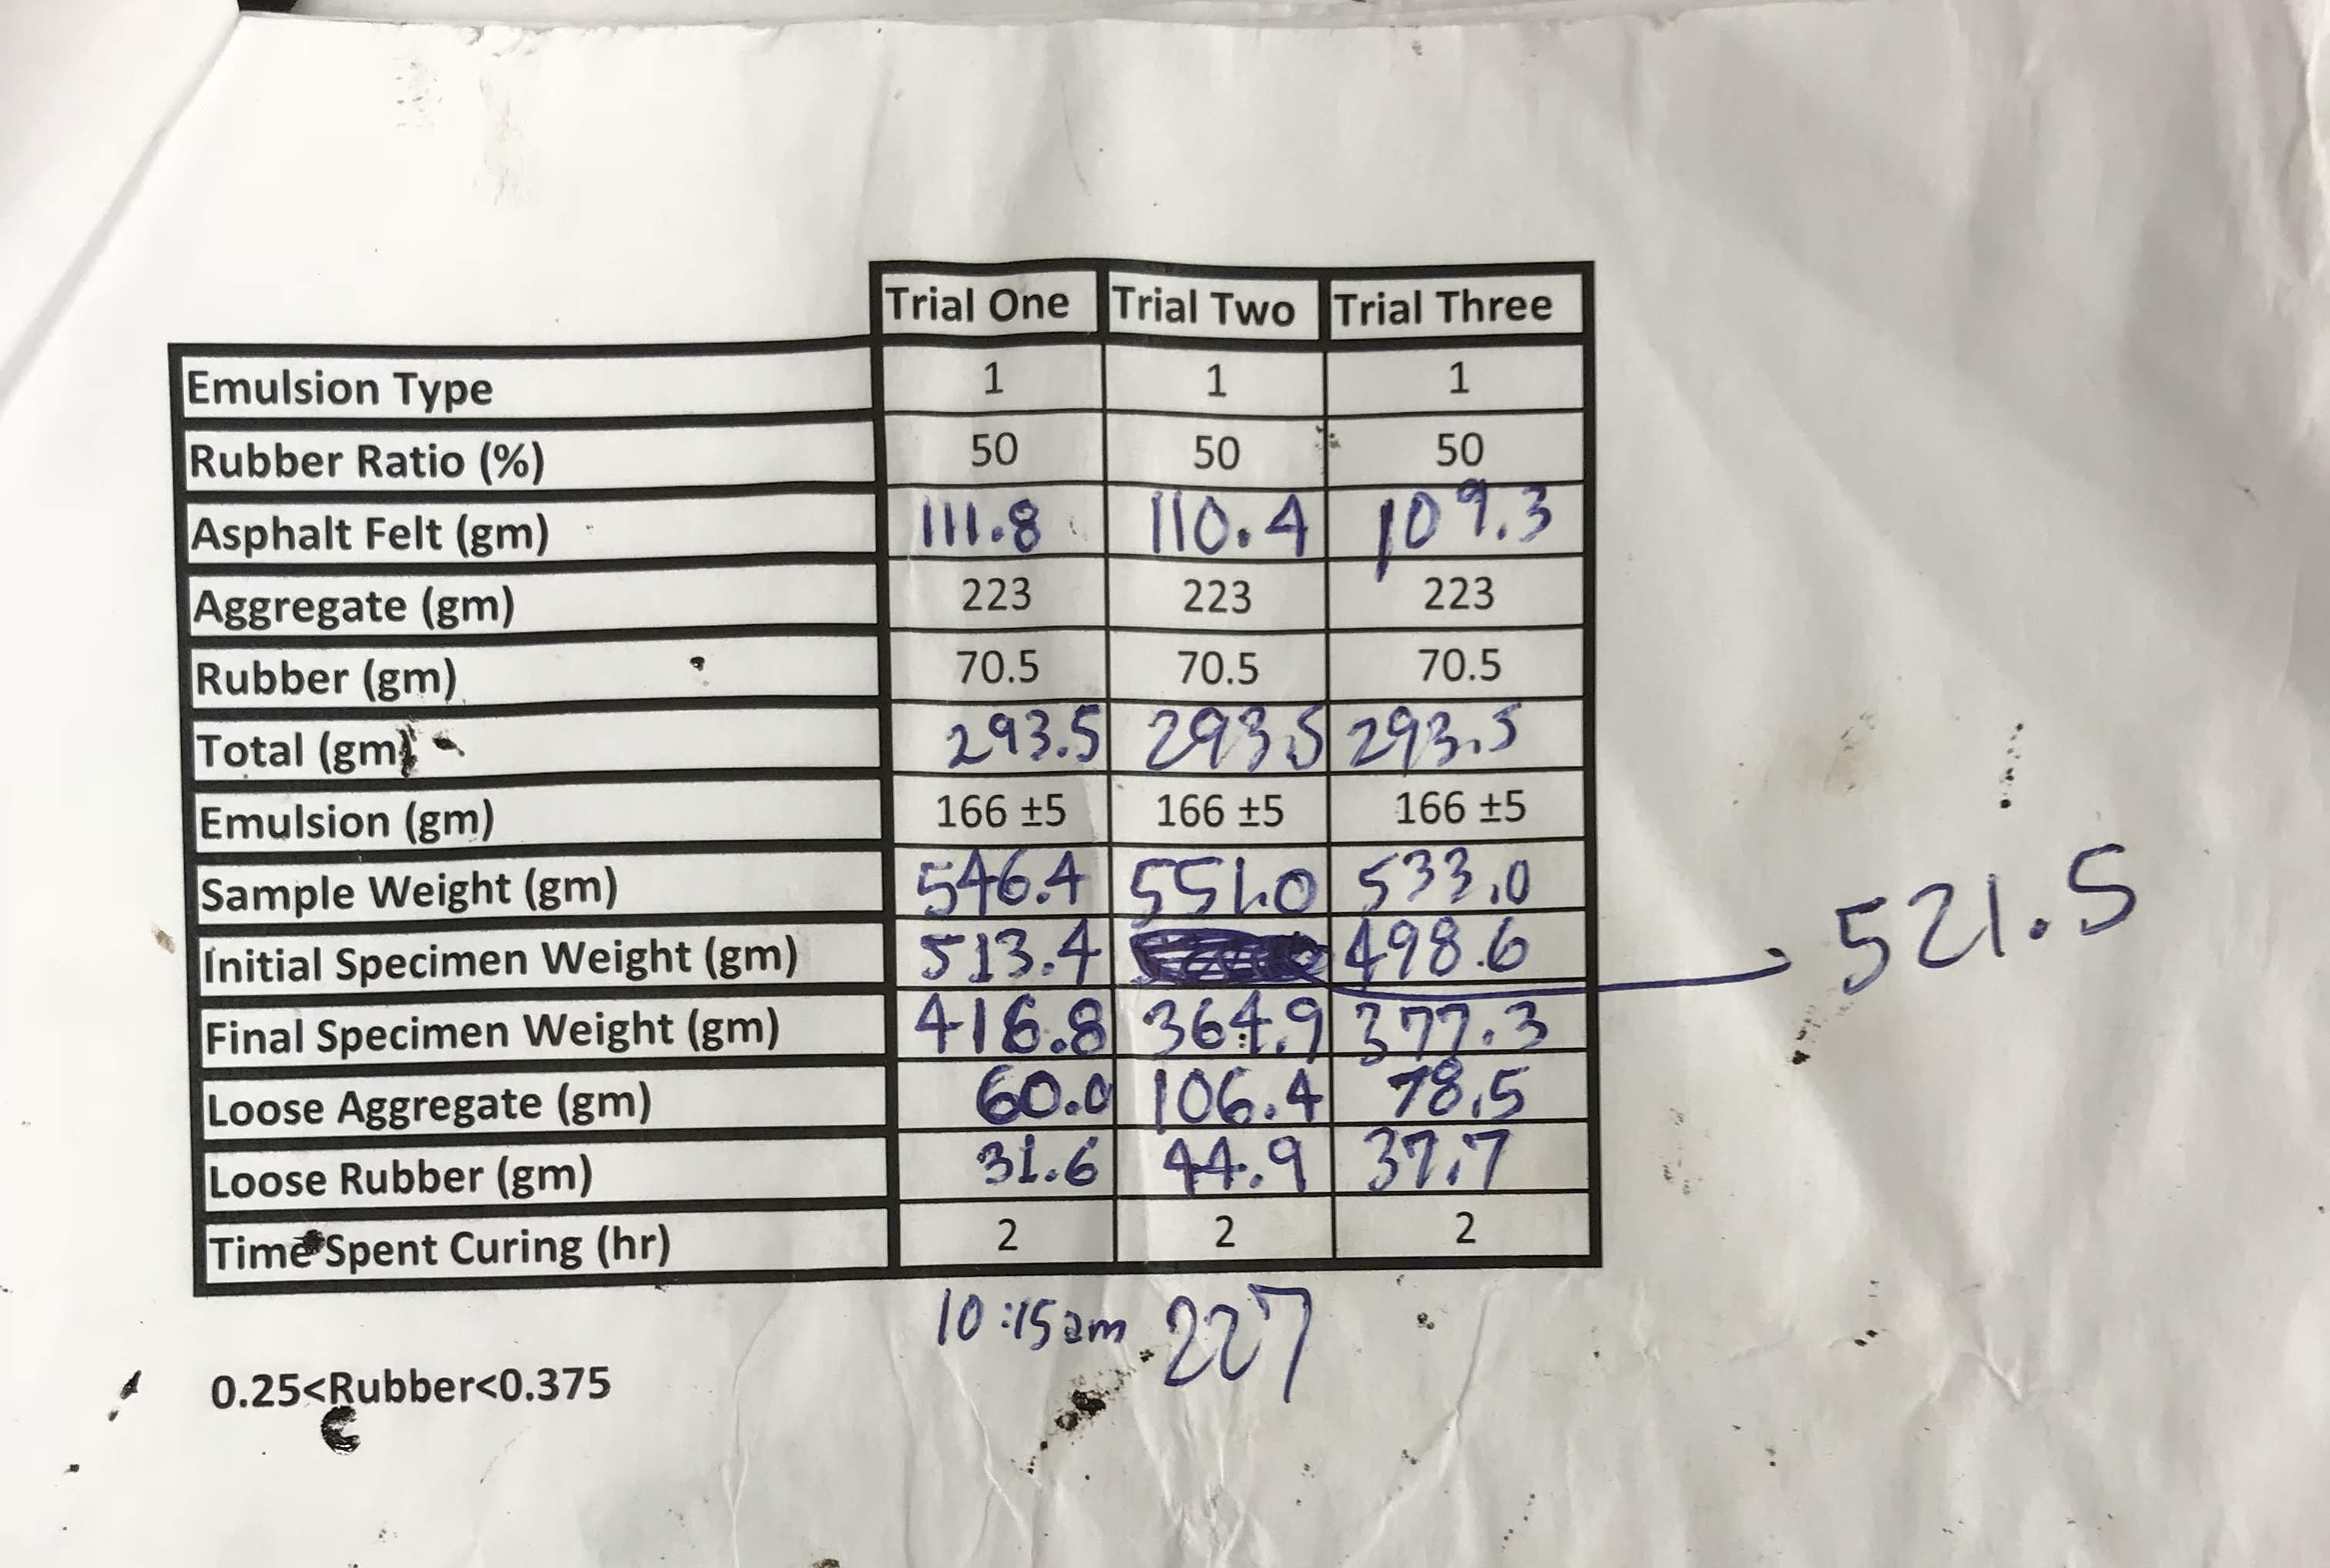 Trial One Trial Two Trial Three
Emulsion Type 1 1 1
Rubber Ratio (%) 50 50 50
Asphalt Felt (gm) 111.8 110.4 109.3
Aggregate (gm) 223 223 223
Rubber (gm) 70.5 70.5 70.5
Total (gm) 293.5 293.5 293.5
Emulsion (gm) 166 ±5 166 ±5 166 ±5
Sample Weight (gm) 546.4 551.0 533.0
Initial Specimen Weight (gm) 513.4 498.6 521.5
Final Specimen Weight (gm) 416.8 364.9 377.3
Loose Aggregate (gm) 60.0 106.4 78.5
Loose Rubber (gm) 31.6 44.9 37.7
Time Spent Curing (hr) 2 2 2
10:15am 227
0.25<Rubber<0.375